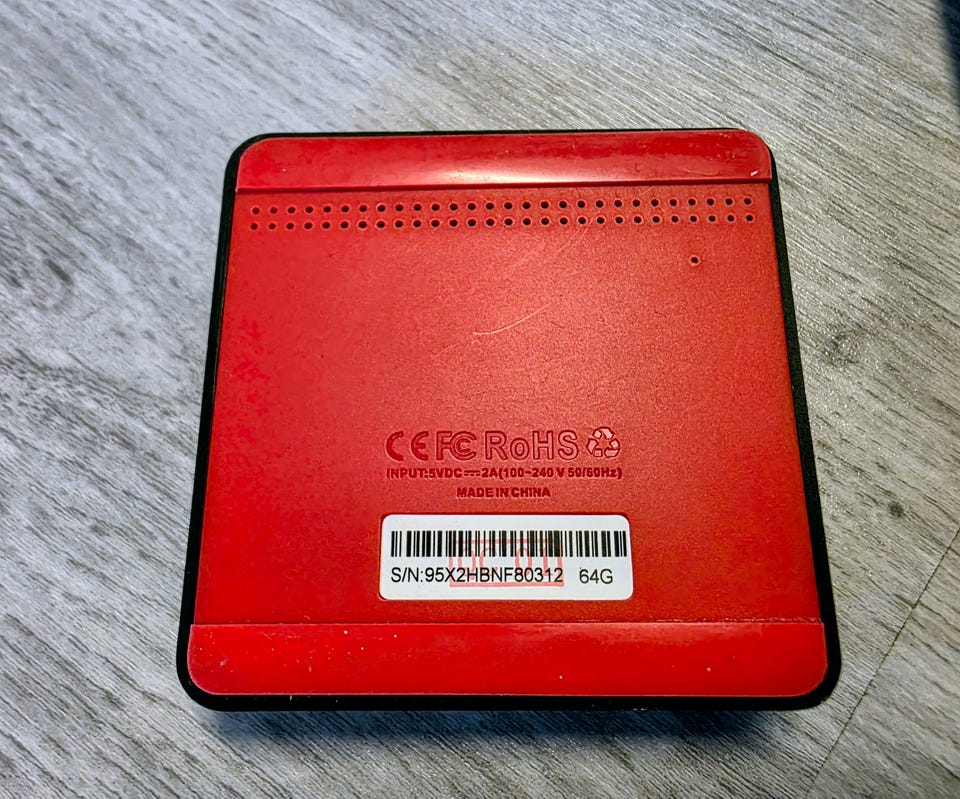 CE FC RoHS
INPUT:5VDC⎓2A(100~240 V 50/60Hz)
MADE IN CHINA
S/N:95X2HBNF80312 64G